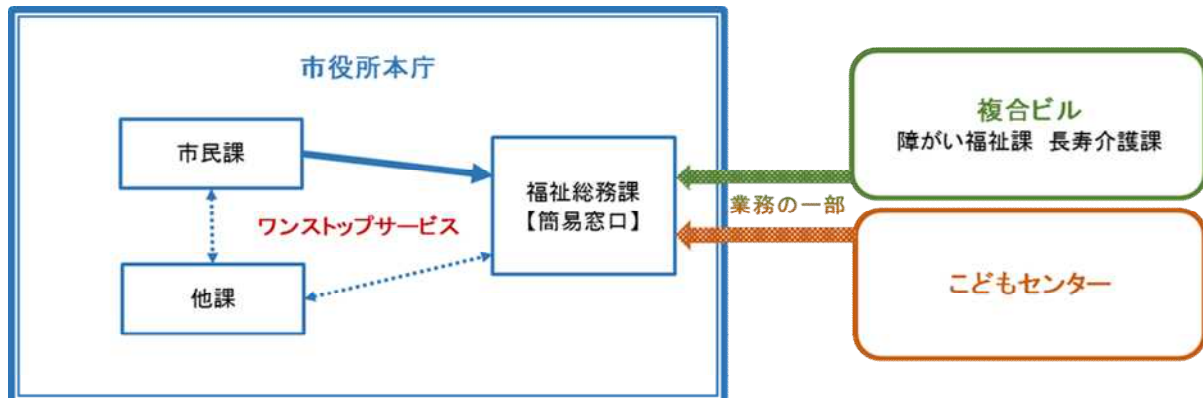 市役所本庁
市民課
ワンストップサービス
他課
福祉総務課
【簡易窓口】
業務の一部
複合ビル
障がい福祉課 長寿介護課
こどもセンター